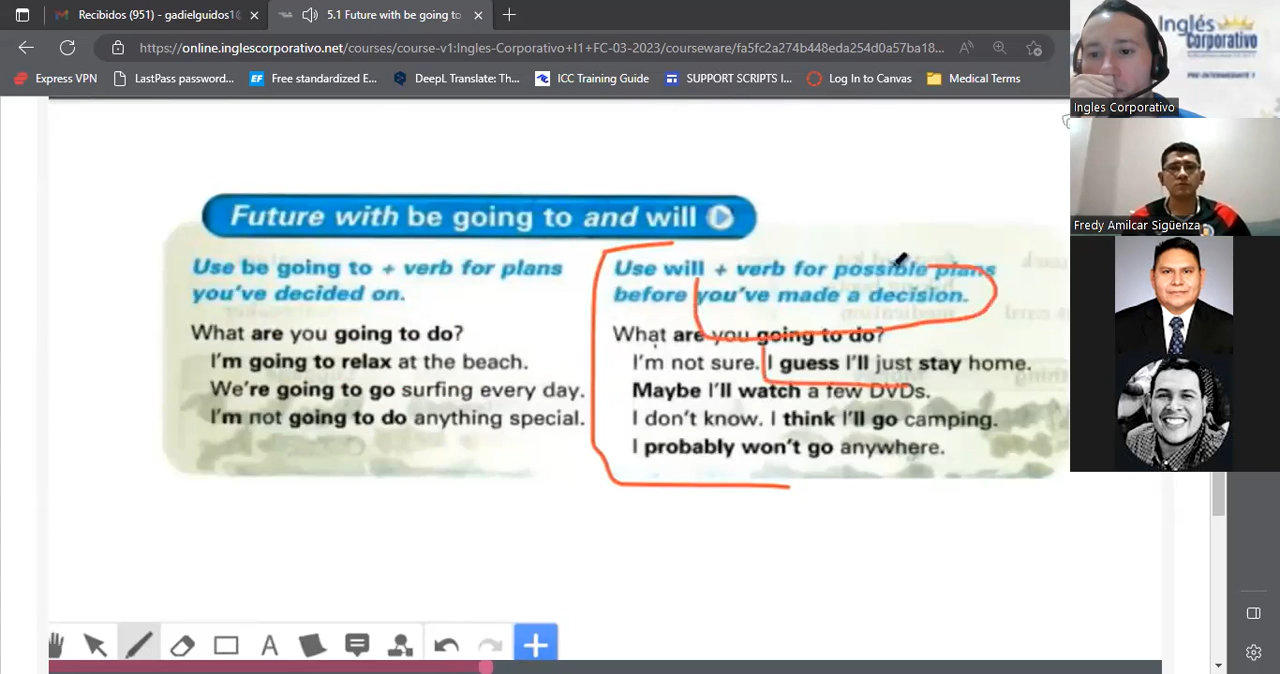 Recibidos (951) - gadielguidos1@
5.1 Future with be going to
https://online.inglescorporativo.net/courses/course-v1:Ingles-Corporativo+I1+FC-03-2023/courseware/fa5fc2a274b448eda254d0a57ba18...
Express VPN
LastPass password...
EF Free standardized E...
DeepL Translate: Th...
ICC Training Guide
SUPPORT SCRIPTS I...
Log In to Canvas
Medical Terms
Inglés
Corporativo
PRE-INTERMEDIATE 1
Ingles Corporativo
Fredy Amilcar Sigüenza
Future with be going to and will
Use be going to + verb for plans
you've decided on.
What are you going to do?
I'm going to relax at the beach.
We're going to go surfing every day.
I'm not going to do anything special.
Use will + verb for possible plans
before you've made a decision.
What are you going to do?
I'm not sure. I guess I'll just stay home.
Maybe I'll watch a few DVDs.
I don't know. I think I'll go camping.
I probably won't go anywhere.
A